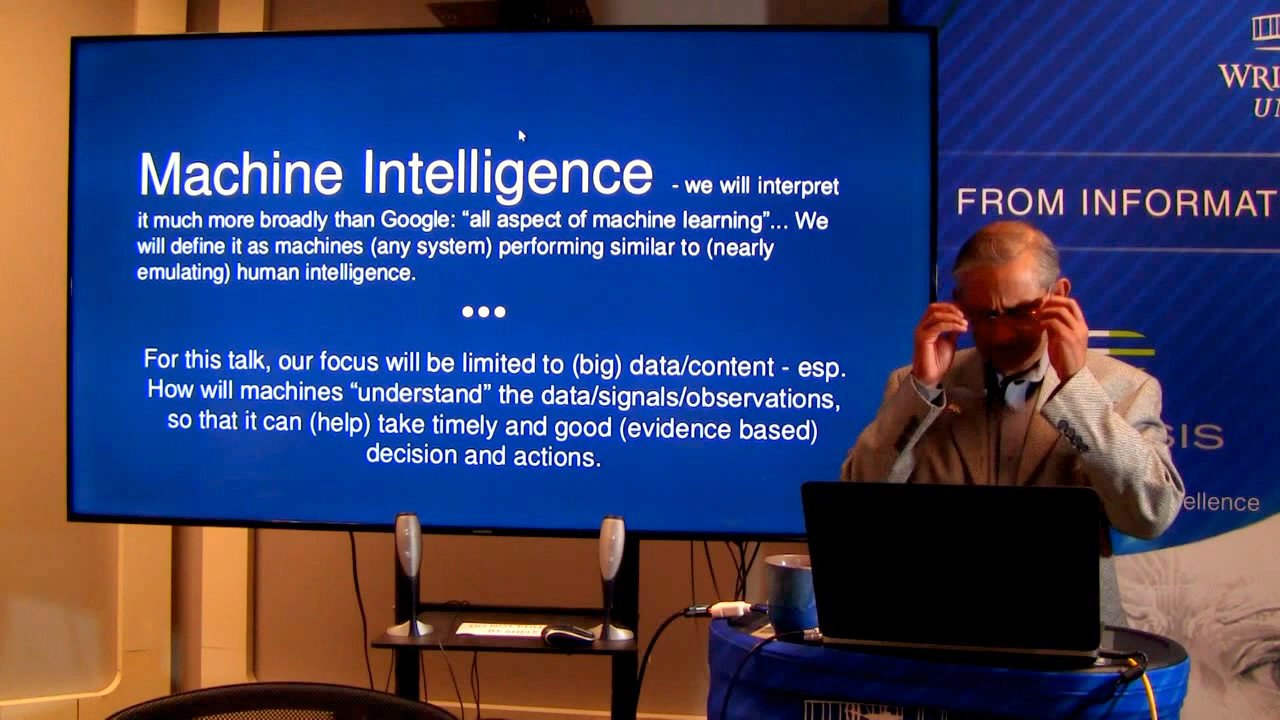 Machine Intelligence - we will interpret
it much more broadly than Google: “all aspect of machine learning”... We
will define it as machines (any system) performing similar to (nearly
emulating) human intelligence.
For this talk, our focus will be limited to (big) data/content - esp.
How will machines “understand” the data/signals/observations,
so that it can (help) take timely and good (evidence based)
decision and actions.
WRI
UN
FROM INFORMAT
SIS
ellence